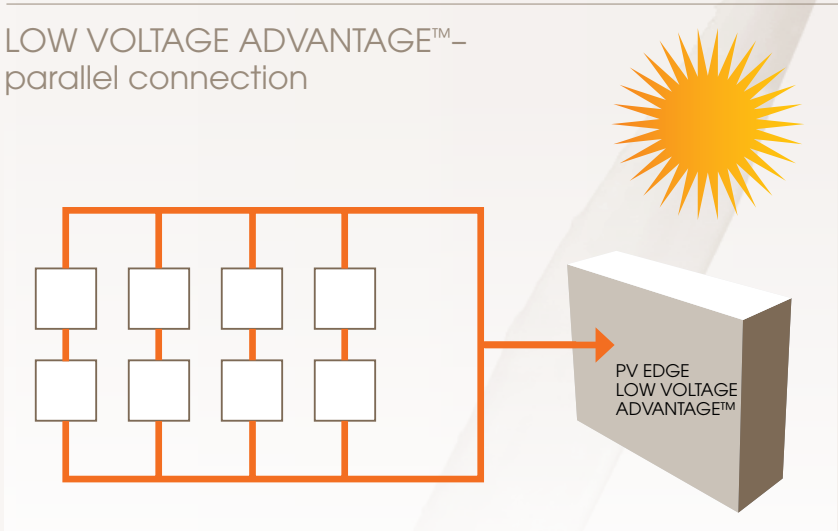 LOW VOLTAGE ADVANTAGE™–
parallel connection
PV EDGE
LOW VOLTAGE
ADVANTAGE™